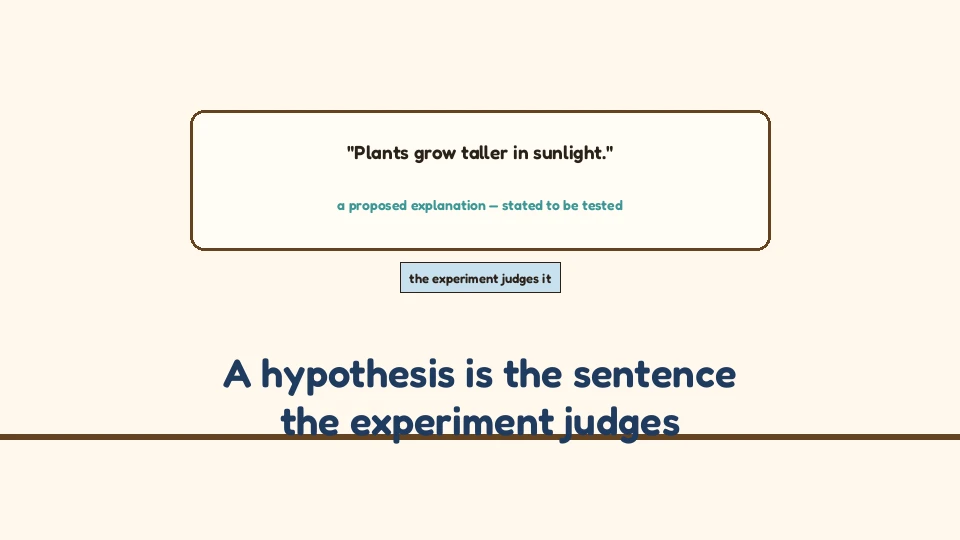 "Plants grow taller in sunlight."
a proposed explanation — stated to be tested
the experiment judges it
A hypothesis is the sentence
the experiment judges